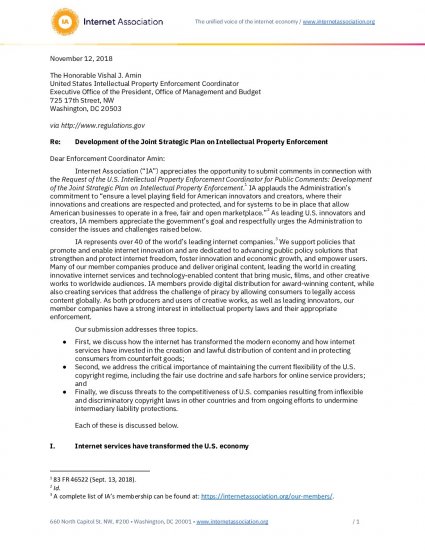 IA Internet Association
The unified voice of the internet economy / www.internetassociation.org
November 12, 2018
The Honorable Vishal J. Amin
United States Intellectual Property Enforcement Coordinator
Executive Office of the President, Office of Management and Budget
725 17th Street, NW
Washington, DC 20503
via http://www.regulations.gov
Re: Development of the Joint Strategic Plan on Intellectual Property Enforcement
Dear Enforcement Coordinator Amin:
Internet Association (“IA”) appreciates the opportunity to submit comments in connection with
the Request of the U.S. Intellectual Property Enforcement Coordinator for Public Comments: Development
of the Joint Strategic Plan on Intellectual Property Enforcement.1 IA applauds the Administration’s
commitment to “ensure a level playing field for American innovators and creators, where their
innovations and creations are respected and protected, and for systems to be in place that allow
American businesses to operate in a free, fair and open marketplace.”2 As leading U.S. innovators and
creators, IA members appreciate the government’s goal and respectfully urges the Administration to
consider the issues and challenges raised below.
IA represents over 40 of the world’s leading internet companies.3 We support policies that
promote and enable internet innovation and are dedicated to advancing public policy solutions that
strengthen and protect internet freedom, foster innovation and economic growth, and empower users.
Many of our member companies produce and deliver original content, leading the world in creating
innovative internet services and technology-enabled content that bring music, films, and other creative
works to worldwide audiences. IA members provide digital distribution for award-winning content, while
also creating services that address the challenge of piracy by allowing consumers to legally access
content globally. As both producers and users of creative works, as well as leading innovators, our
member companies have a strong interest in intellectual property laws and their appropriate
enforcement.
Our submission addresses three topics.
● First, we discuss how the internet has transformed the modern economy and how internet
services have invested in the creation and lawful distribution of content and in protecting
consumers from counterfeit goods;
● Second, we address the critical importance of maintaining the current flexibility of the U.S.
copyright regime, including the fair use doctrine and safe harbors for online service providers;
and
● Finally, we discuss threats to the competitiveness of U.S. companies resulting from inflexible
and discriminatory copyright laws in other countries and from ongoing efforts to undermine
intermediary liability protections.
Each of these is discussed below.
I. Internet services have transformed the U.S. economy
1 83 FR 46522 (Sept. 13, 2018).
2 Id.
3 A complete list of IA’s membership can be found at: https://internetassociation.org/our-members/.
660 North Capitol St. NW, #200 • Washington, DC 20001 • www.internetassociation.org / 1